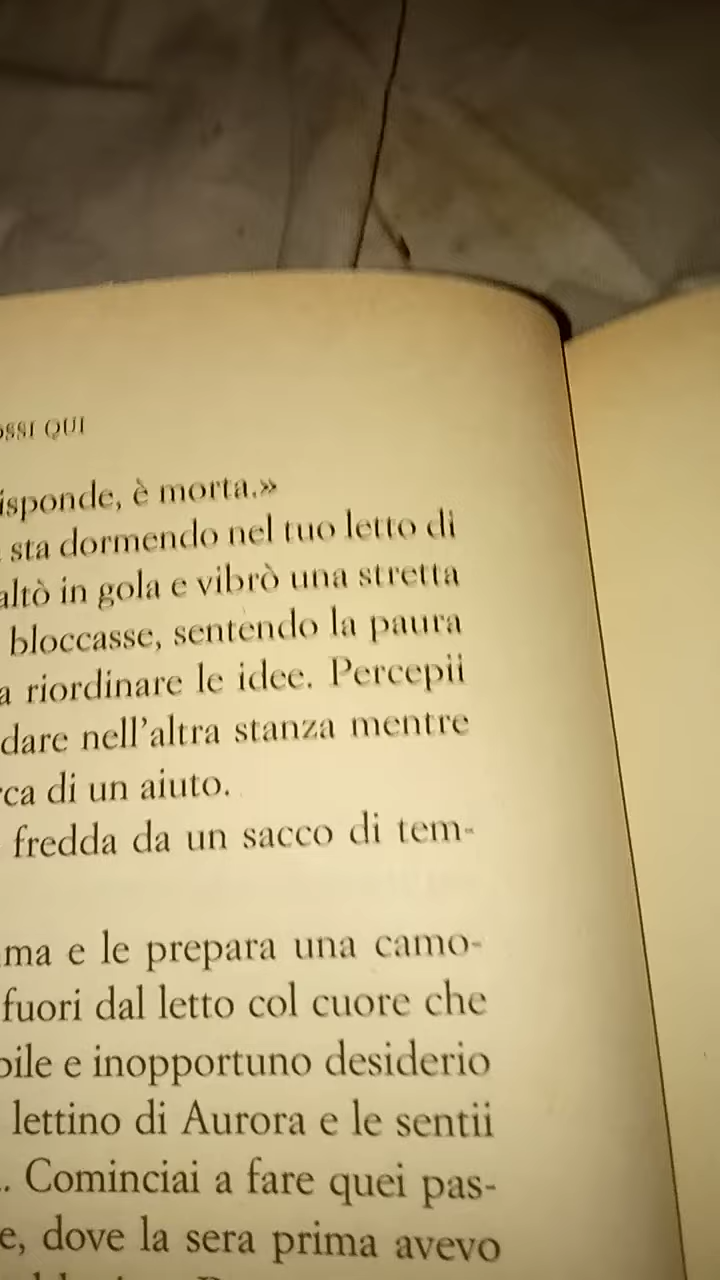 OSSI QUI
isponde, è morta.»
sta dormendo nel tuo letto di
altò in gola e vibrò una stretta
bloccasse, sentendo la paura
a riordinare le idee. Percepii
dare nell'altra stanza mentre
rca di un aiuto.
fredda da un sacco di tem-
ma e le prepara una camo-
fuori dal letto col cuore che
bile e inopportuno desiderio
lettino di Aurora e le sentii
. Cominciai a fare quei pas-
e, dove la sera prima avevo